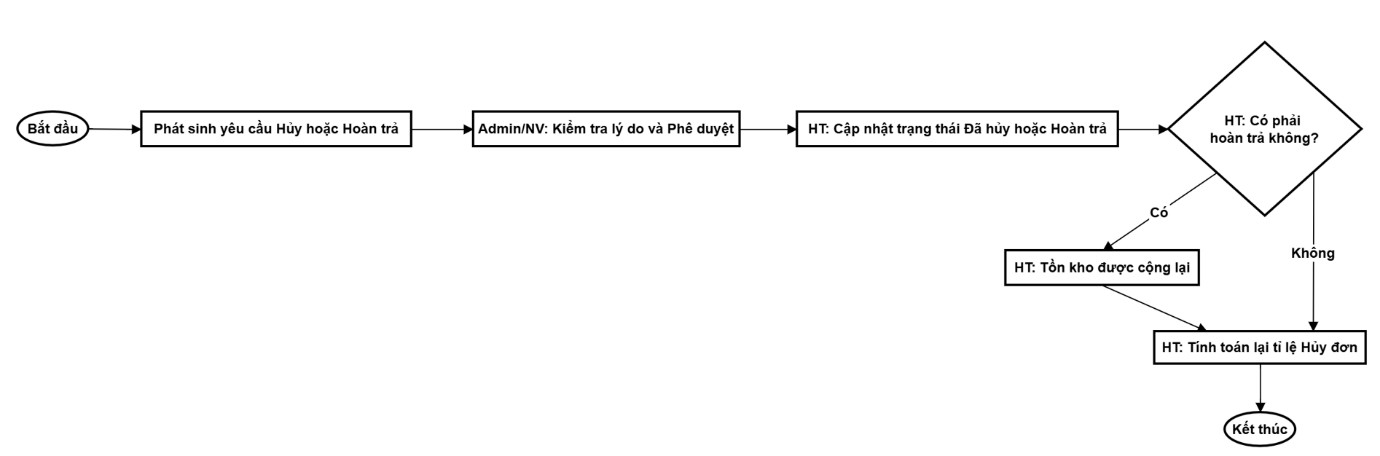 Bắt đầu
Phát sinh yêu cầu Hủy hoặc Hoàn trả
Admin/NV: Kiểm tra lý do và Phê duyệt
HT: Cập nhật trạng thái Đã hủy hoặc Hoàn trả
HT: Có phải
hoàn trả không?
Có
Không
HT: Tồn kho được cộng lại
HT: Tính toán lại tỉ lệ Hủy đơn
Kết thúc